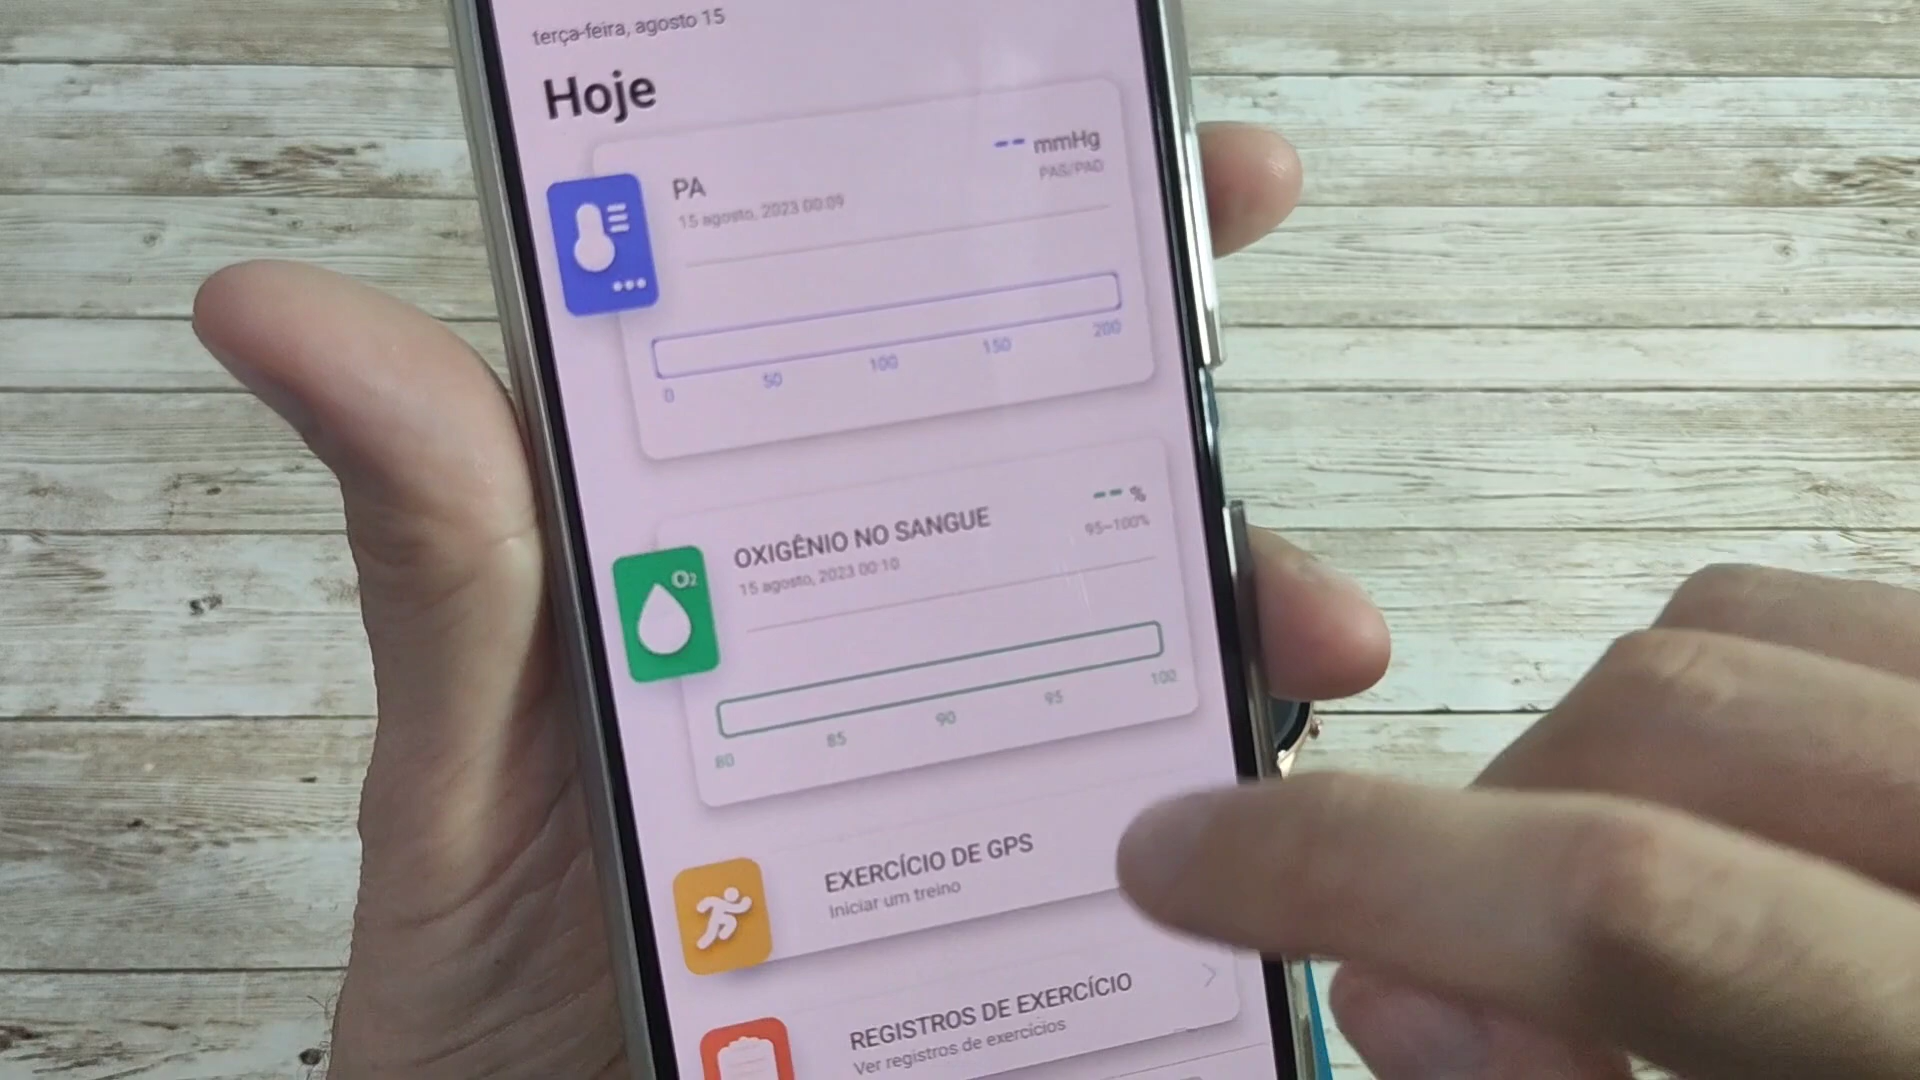 terça-feira, agosto 15
Hoje
-- mmHg
PA
PAS/PAD
15 agosto, 2023 00:09
0 50 100 150 200
-- %
OXIGÊNIO NO SANGUE
95~100%
15 agosto, 2023 00:10
O2
80 85 90 95 100
EXERCÍCIO DE GPS
Iniciar um treino
REGISTROS DE EXERCÍCIO
Ver registros de exercícios